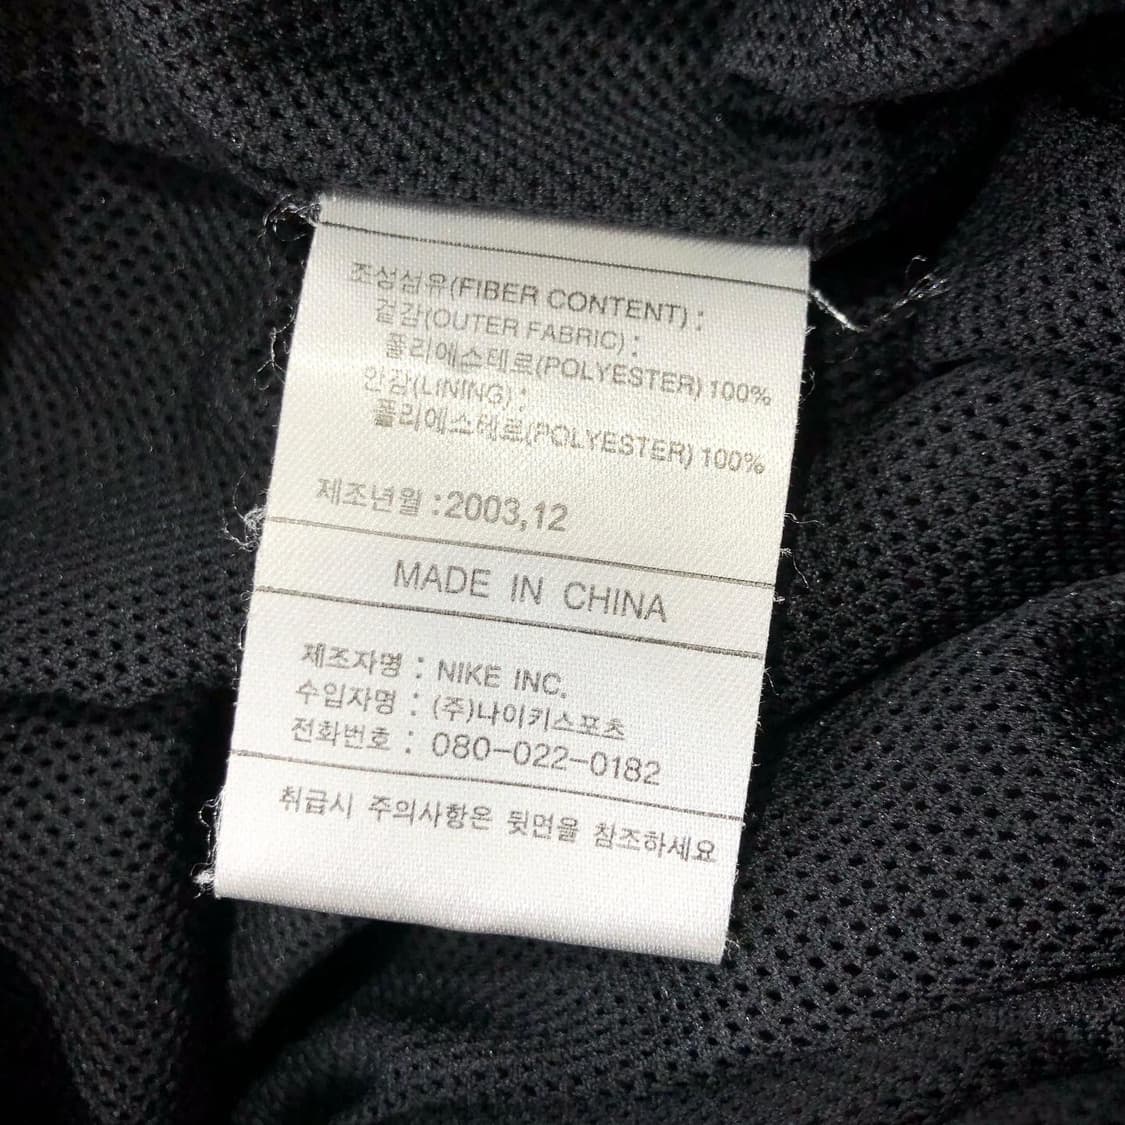 조성섬유(FIBER CONTENT) :
겉감(OUTER FABRIC) :
폴리에스테르(POLYESTER) 100%
안감(LINING) :
폴리에스테르(POLYESTER) 100%
제조년월 : 2003,12
MADE IN CHINA
제조자명 : NIKE INC.
수입자명 : (주)나이키스포츠
전화번호 : 080-022-0182
취급시 주의사항은 뒷면을 참조하세요